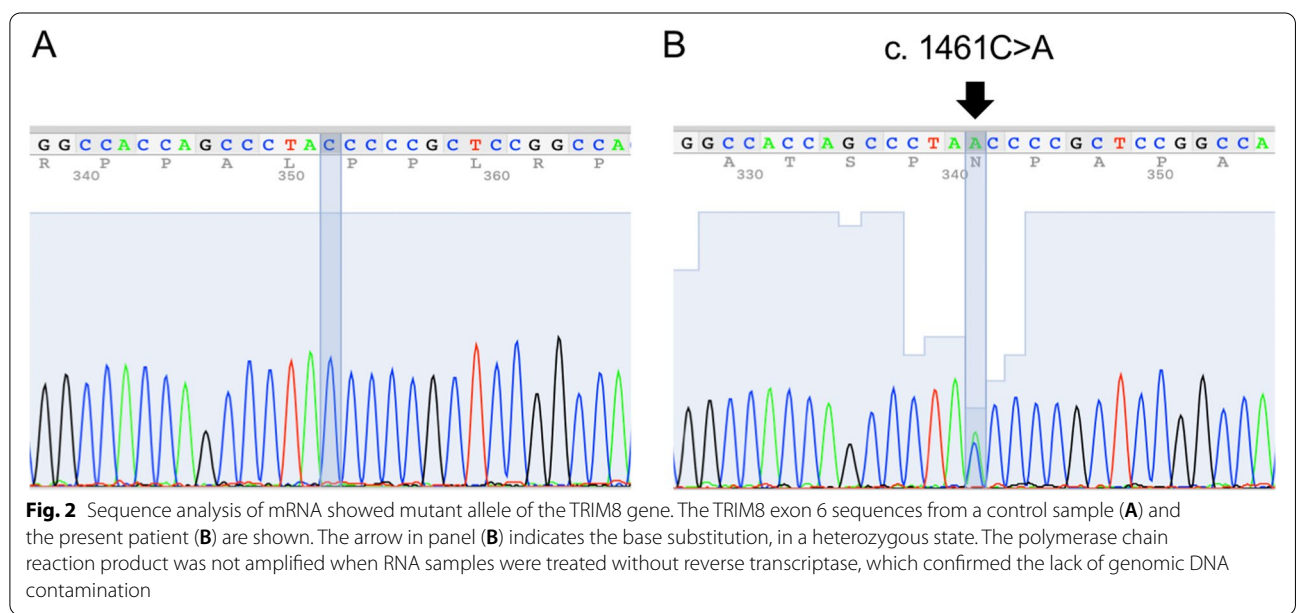 A
B
c. 1461C>A
G G C C A C C A G C C C T A C C C C C G C T C C G G C C A
R P P A L P P L R P
340 350 360
G G C C A C C A G C C C T A A C C C C G C T C C G G C C A
A T S P N P A P A
330 340 350
Fig. 2 Sequence analysis of mRNA showed mutant allele of the TRIM8 gene. The TRIM8 exon 6 sequences from a control sample (A) and
the present patient (B) are shown. The arrow in panel (B) indicates the base substitution, in a heterozygous state. The polymerase chain
reaction product was not amplified when RNA samples were treated without reverse transcriptase, which confirmed the lack of genomic DNA
contamination